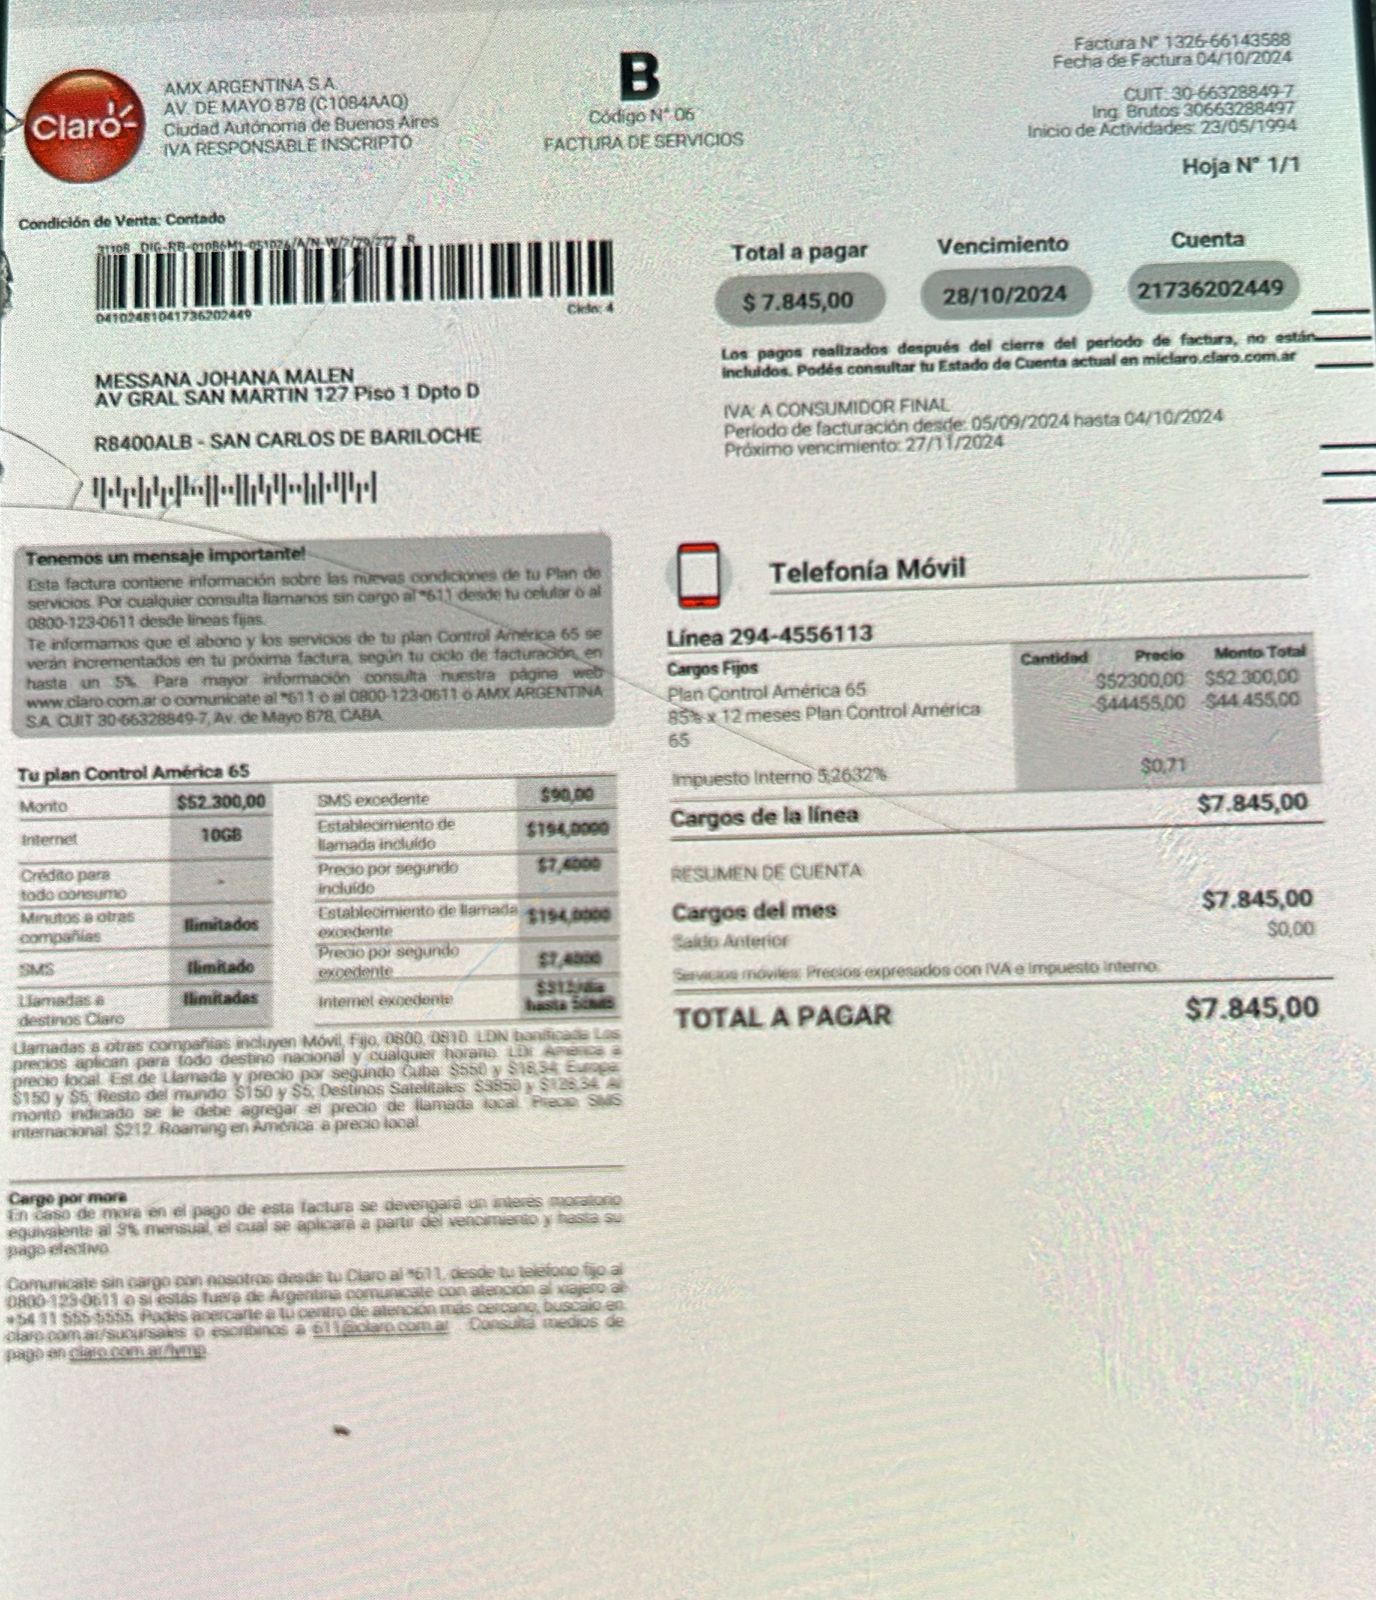 Claro
AMX ARGENTINA S.A.
AV. DE MAYO 878 (C1084AAQ)
Ciudad Autónoma de Buenos Aires
IVA RESPONSABLE INSCRIPTO
B
Código N° 06
FACTURA DE SERVICIOS
Factura N° 1326-66143588
Fecha de Factura 04/10/2024
CUIT: 30-66328849-7
Ing. Brutos 30663288497
Inicio de Actividades: 23/05/1994
Hoja N° 1/1
Condición de Venta: Contado
04102481041736202449
Ciclo: 4
Total a pagar
$ 7.845,00
Vencimiento
28/10/2024
Cuenta
21736202449
Los pagos realizados después del cierre del período de factura, no están
incluidos. Podés consultar tu Estado de Cuenta actual en miclaro.claro.com.ar
MESSANA JOHANA MALEN
AV GRAL SAN MARTIN 127 Piso 1 Dpto D
R8400ALB - SAN CARLOS DE BARILOCHE
IVA: A CONSUMIDOR FINAL
Período de facturación desde: 05/09/2024 hasta 04/10/2024
Próximo vencimiento: 27/11/2024
Tenemos un mensaje importante!
Esta factura contiene información sobre las nuevas condiciones de tu Plan de
servicios. Por cualquier consulta llamanos sin cargo al *611 desde tu celular o al
0800-123-0611 desde líneas fijas.
Te informamos que el abono y los servicios de tu plan Control América 65 se
verán incrementados en tu próxima factura, según tu ciclo de facturación, en
hasta un 5%. Para mayor información consulta nuestra página web
www.claro.com.ar o comunicate al *611 o al 0800-123-0611 ó AMX ARGENTINA
S.A. CUIT 30-66328849-7, Av. de Mayo 878, CABA.
Tu plan Control América 65
Monto $52.300,00
Internet 10GB
Crédito para
todo consumo -
Minutos a otras
compañías Ilimitados
SMS Ilimitado
Llamadas a
destinos Claro Ilimitadas
SMS excedente $90,00
Establecimiento de
llamada incluído $194,0000
Precio por segundo
incluído $7,4000
Establecimiento de llamada
excedente $194,0000
Precio por segundo
excedente $7,4000
Internet excedente
hasta 50MB
Llamadas a otras compañías incluyen Móvil, Fijo, 0800, 0810. LDN bonificada Los
precios aplican para todo destino nacional y cualquier horario. LDI América a
precio local. Est.de Llamada y precio por segundo Cuba: $550 y $18,34; Europa:
$150 y $5; Resto del mundo: $150 y $5; Destinos Satelitales: $3850 y $128,34. Al
monto indicado se le debe agregar el precio de llamada local. Precio SMS
internacional: $212. Roaming en América: a precio local.
Cargo por mora
En caso de mora en el pago de esta factura se devengará un interés moratorio
equivalente al 3% mensual, el cual se aplicará a partir del vencimiento y hasta su
pago efectivo.
Comunicate sin cargo con nosotros desde tu Claro al *611, desde tu teléfono fijo al
0800-123-0611 o si estás fuera de Argentina comunicate con atención al viajero al
+54 11 555-5555. Podés acercarte a tu centro de atención más cercano, buscalo en
claro.com.ar/sucursales o escribinos a 611@claro.com.ar Consultá medios de
pago en
Telefonía Móvil
Línea 294-4556113
Cargos Fijos Cantidad Precio Monto Total
Plan Control América 65 $52300,00 $52.300,00
85% x 12 meses Plan Control América -$44455,00 -$44.455,00
65
Impuesto Interno 5,2632% $0,71
Cargos de la línea $7.845,00
RESUMEN DE CUENTA
Cargos del mes $7.845,00
Saldo Anterior $0,00
Servicios móviles: Precios expresados con IVA e Impuesto Interno.
TOTAL A PAGAR $7.845,00